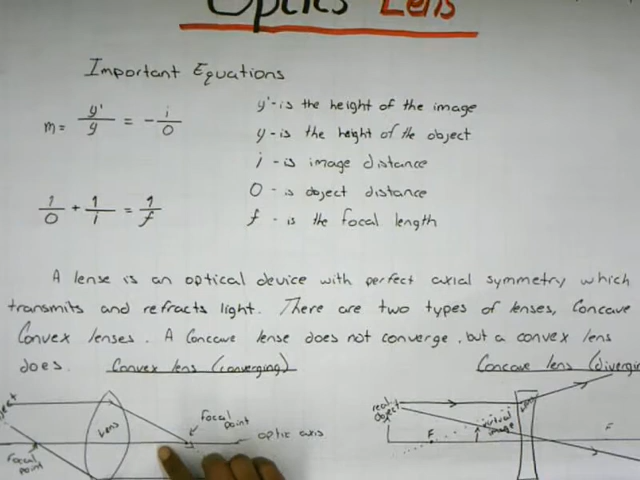 Optics Lens
Important Equations
m = y'/y = - i/o
y' - is the height of the image
y - is the height of the object
i - is image distance
O - is object distance
f - is the focal length
1/O + 1/i = 1/f
A lense is an optical device with perfect axial symmetry which
transmits and refracts light. There are two types of lenses, Concave
Convex lenses. A Concave lense does not converge, but a convex lens
does. Convex lens (converging) Concave lens (diverging
focal point
Lens
focal point
optic axis
real object
F
virtual image
Lens
F